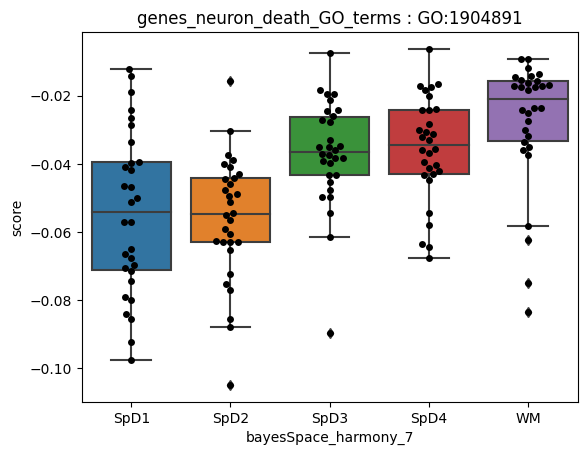 genes_neuron_death_GO_terms : GO:1904891
−0.02
−0.04
−0.06
−0.08
−0.10
score
SpD1 SpD2 SpD3 SpD4 WM
bayesSpace_harmony_7